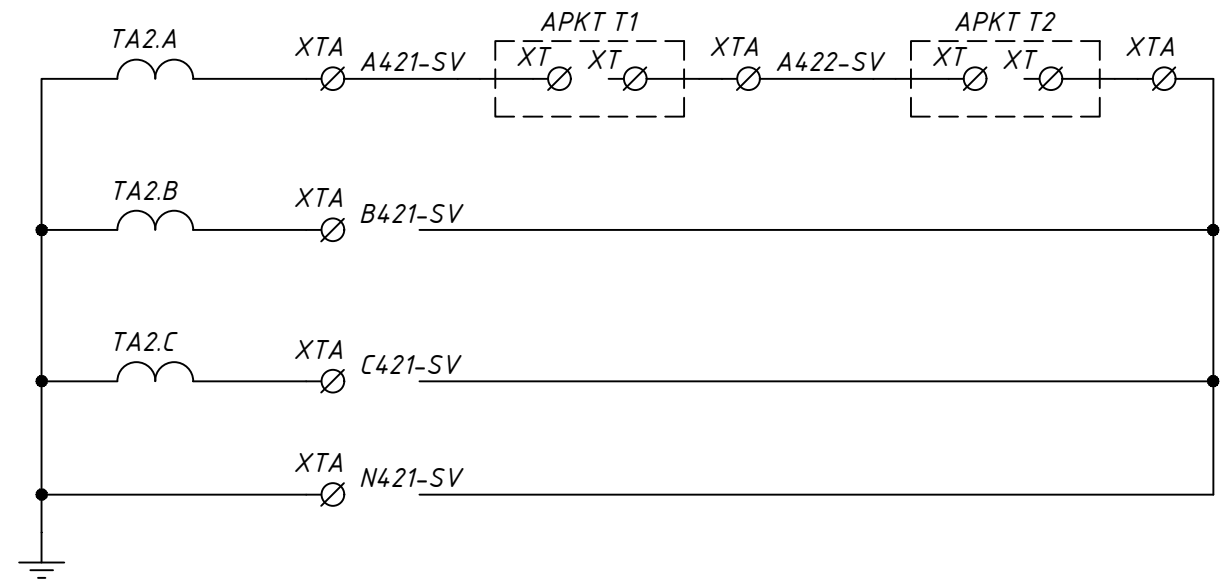 АРКТ Т1
АРКТ Т2
ТА2.А
ХТА
А421-SV
ХТ
ХТ
ХТА
А422-SV
ХТ
ХТ
ХТА
ТА2.В
ХТА
В421-SV
ТА2.С
ХТА
С421-SV
ХТА
N421-SV